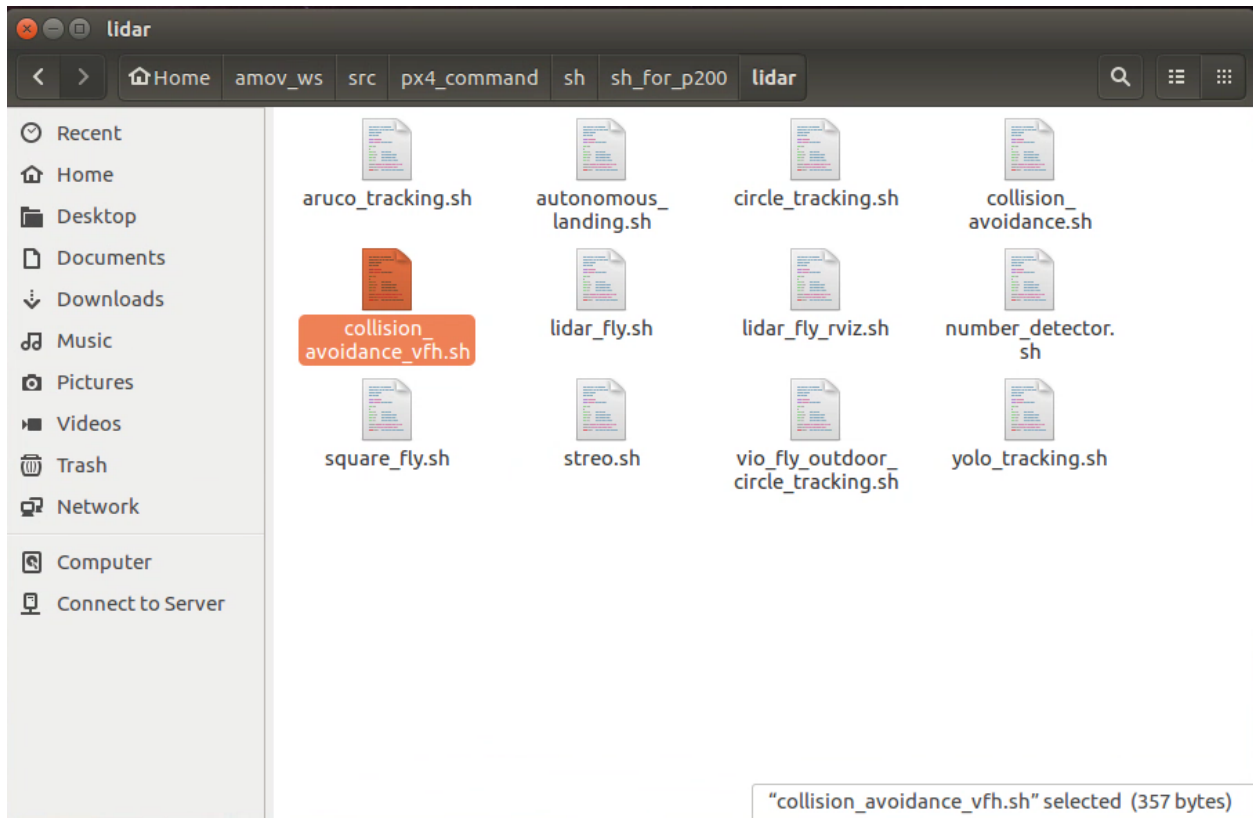 lidar
Home amov_ws src px4_command sh sh_for_p200 lidar
Recent
Home
Desktop
Documents
Downloads
Music
Pictures
Videos
Trash
Network
Computer
Connect to Server
aruco_tracking.sh
autonomous_
landing.sh
circle_tracking.sh
collision_
avoidance.sh
collision_
avoidance_vfh.sh
lidar_fly.sh
lidar_fly_rviz.sh
number_detector.
sh
square_fly.sh
streo.sh
vio_fly_outdoor_
circle_tracking.sh
yolo_tracking.sh
“collision_avoidance_vfh.sh” selected (357 bytes)